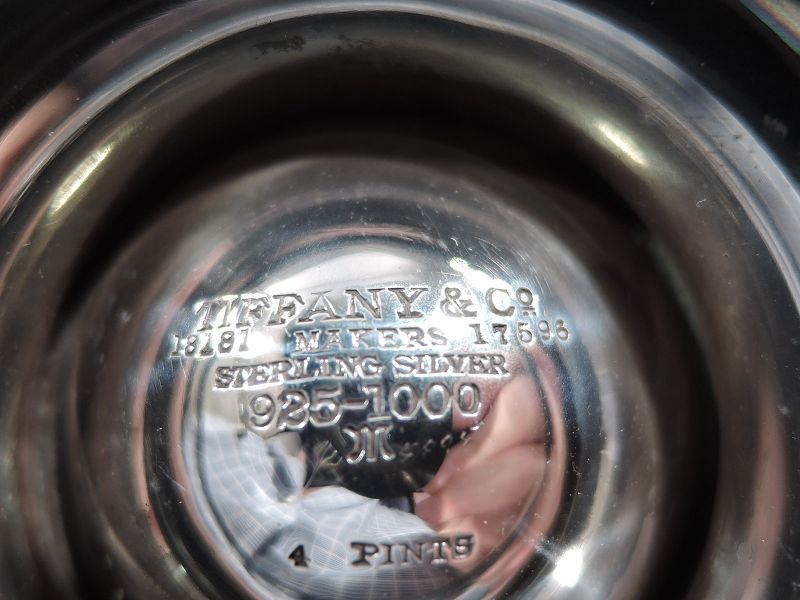 TIFFANY & Co
18181 MAKERS 17596
STERLING SILVER
925-1000
4 PINTS